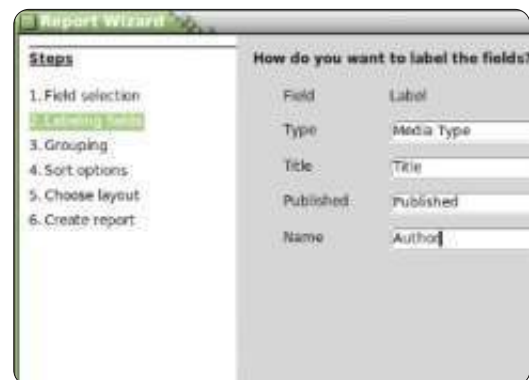 Report Wizard
Steps
1. Field selection
2. Labeling fields
3. Grouping
4. Sort options
5. Choose layout
6. Create report
How do you want to label the fields?
Field Label
Type Media Type
Title Title
Published Published
Name Author